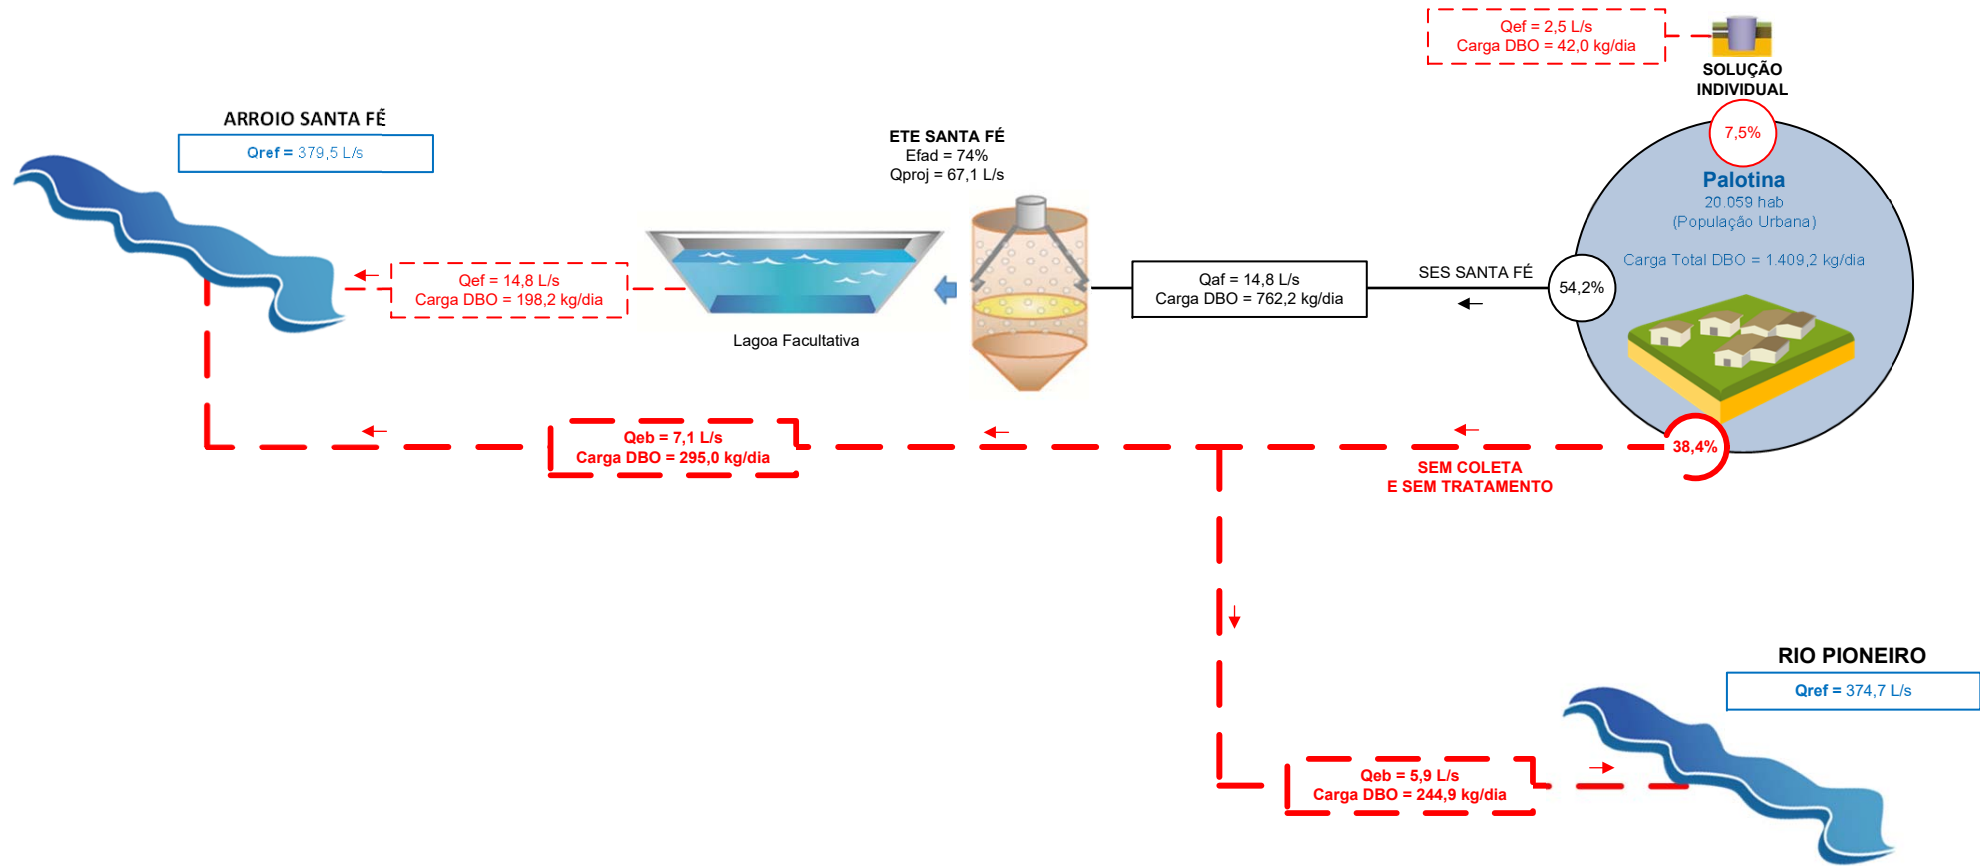 Qef = 2,5 L/s
Carga DBO = 42,0 kg/dia
SOLUÇÃO
INDIVIDUAL
7,5%
Palotina
20.059 hab
(População Urbana)
Carga Total DBO = 1.409,2 kg/dia
54,2%
38,4%
ARROIO SANTA FÉ
Qref = 379,5 L/s
ETE SANTA FÉ
Efad = 74%
Qproj = 67,1 L/s
Qef = 14,8 L/s
Carga DBO = 198,2 kg/dia
Lagoa Facultativa
Qaf = 14,8 L/s
Carga DBO = 762,2 kg/dia
SES SANTA FÉ
Qeb = 7,1 L/s
Carga DBO = 295,0 kg/dia
SEM COLETA
E SEM TRATAMENTO
RIO PIONEIRO
Qref = 374,7 L/s
Qeb = 5,9 L/s
Carga DBO = 244,9 kg/dia